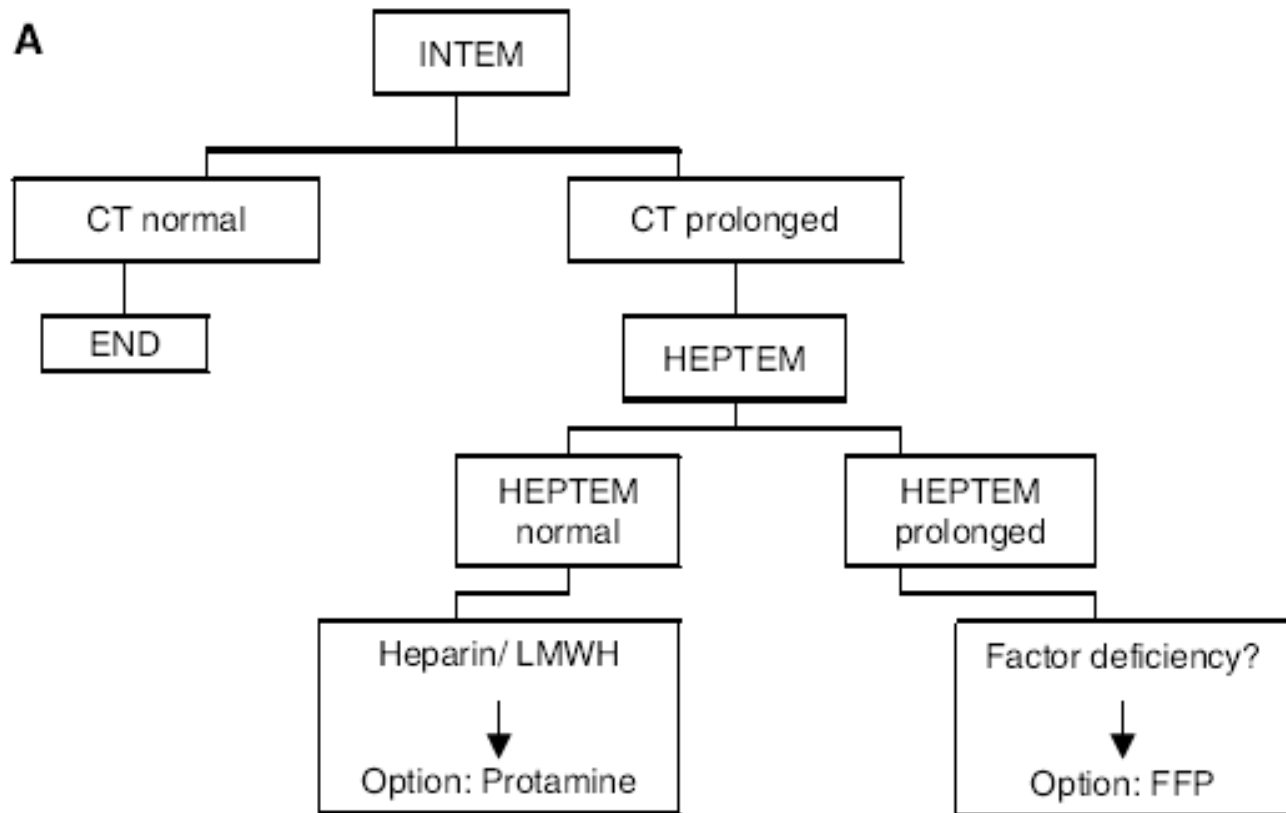 A
INTEM
CT normal
CT prolonged
END
HEPTEM
HEPTEM
normal
HEPTEM
prolonged
Heparin/ LMWH
Option: Protamine
Factor deficiency?
Option: FFP